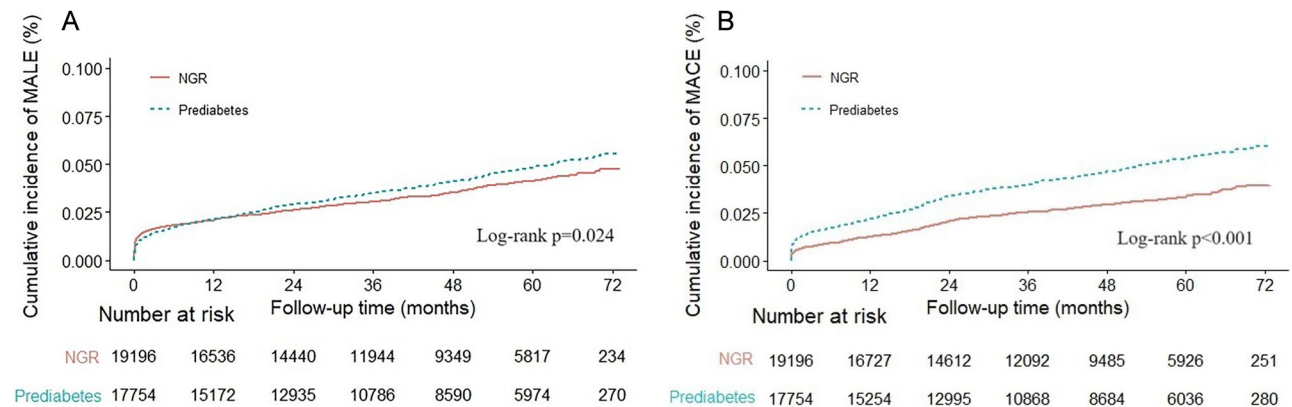 A
Cumulative incidence of MALE (%)
0.100
0.075
0.050
0.025
0.000
NGR
Prediabetes
Log-rank p=0.024
0 12 24 36 48 60 72
Follow-up time (months)
Number at risk
NGR 19196 16536 14440 11944 9349 5817 234
Prediabetes 17754 15172 12935 10786 8590 5974 270
B
Cumulative incidence of MACE (%)
0.100
0.075
0.050
0.025
0.000
NGR
Prediabetes
Log-rank p<0.001
0 12 24 36 48 60 72
Follow-up time (months)
Number at risk
NGR 19196 16727 14612 12092 9485 5926 251
Prediabetes 17754 15254 12995 10868 8684 6036 280